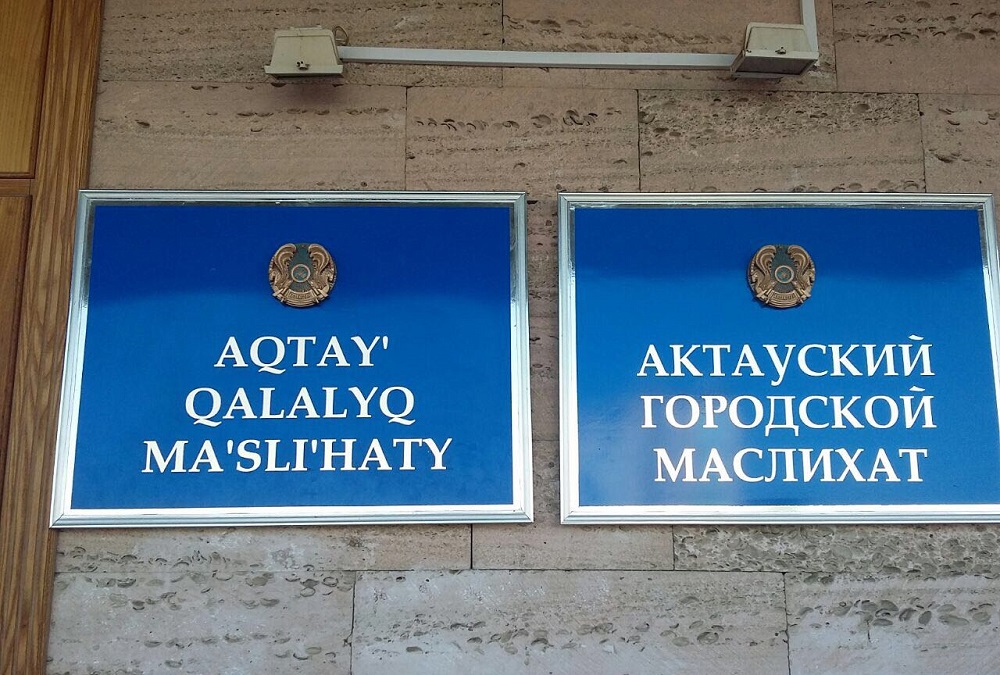 AQTAY'
QALALYQ
MA'SLI'HATY
АКТАУСКИЙ
ГОРОДСКОЙ
МАСЛИХАТ